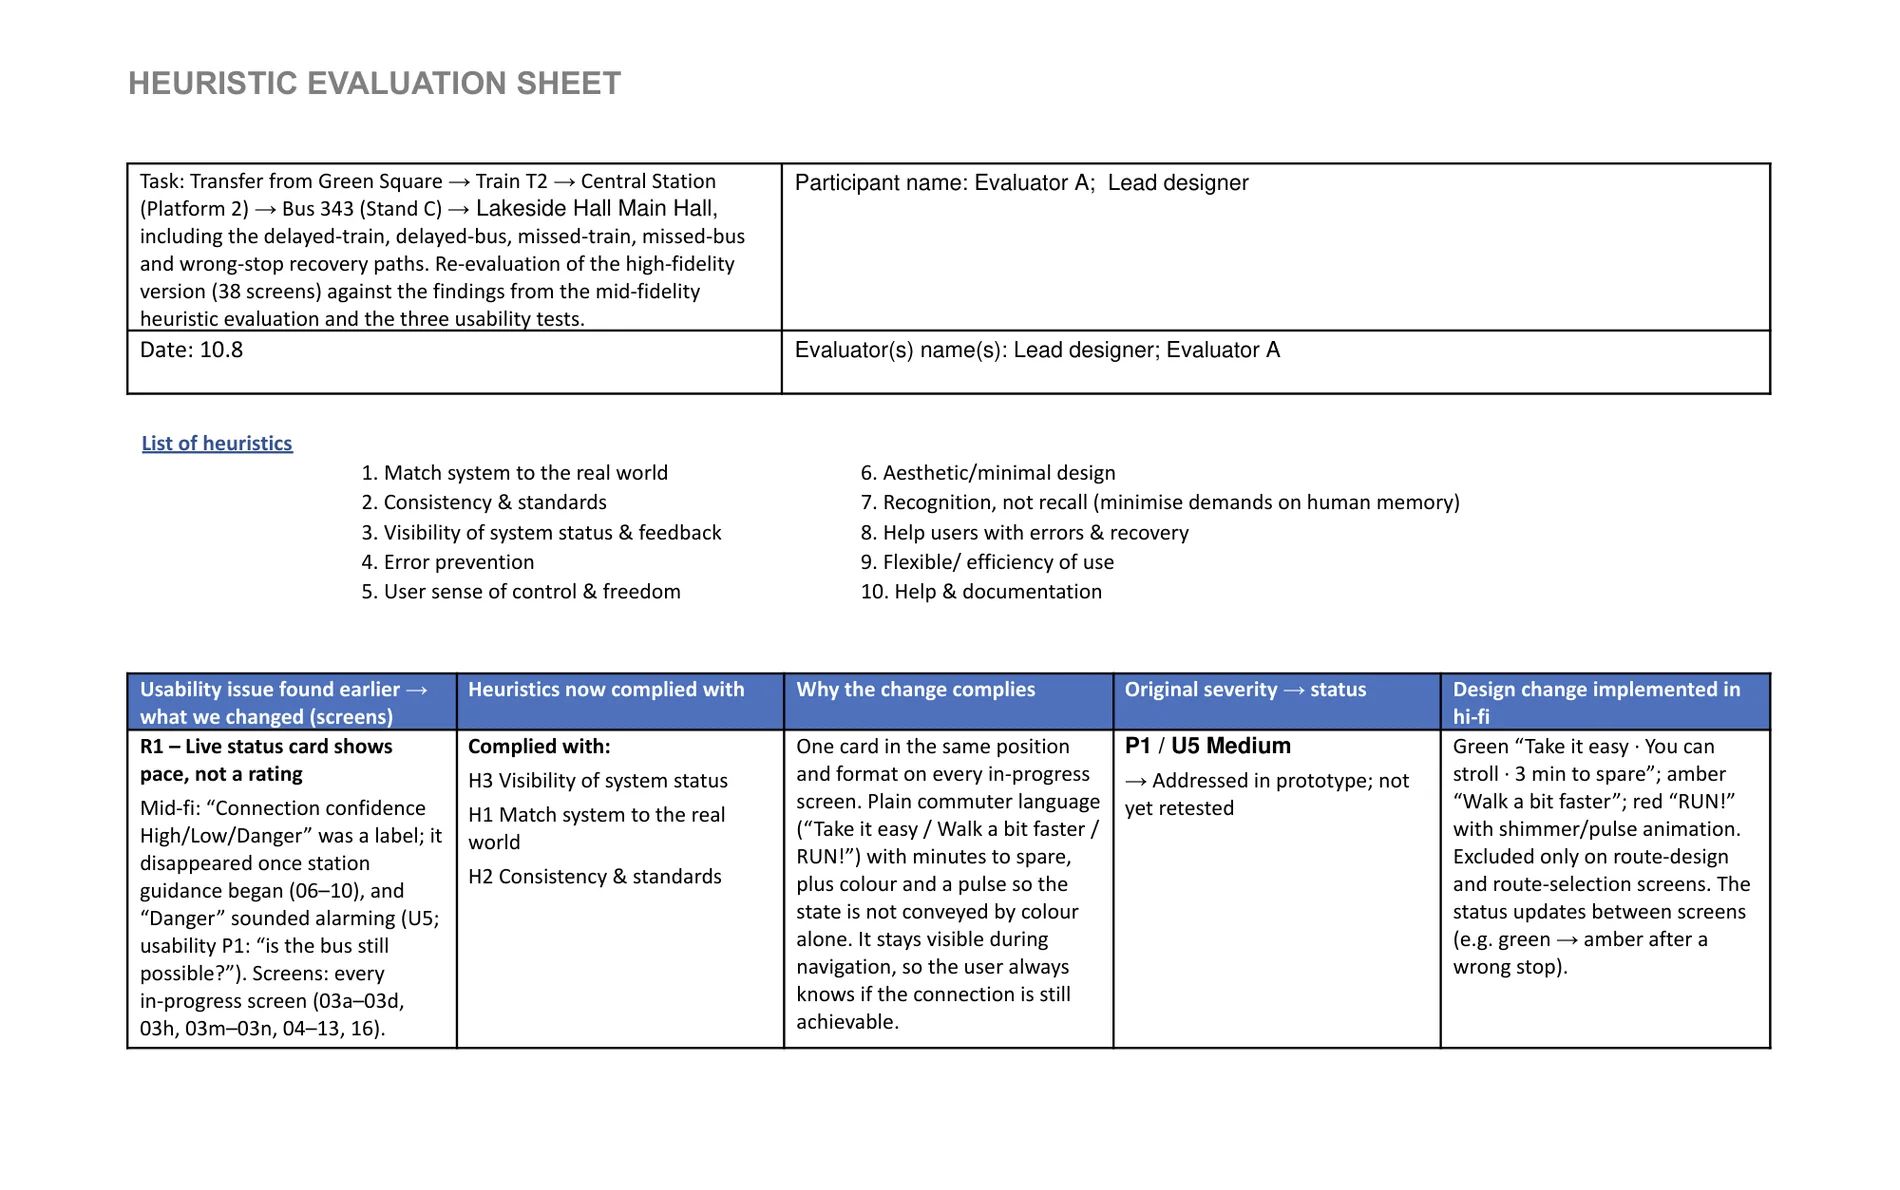 HEURISTIC EVALUATION SHEET
Task: Transfer from Green Square → Train T2 → Central Station
(Platform 2) → Bus 343 (Stand C) → Lakeside Hall Main Hall,
including the delayed-train, delayed-bus, missed-train, missed-bus
and wrong-stop recovery paths. Re-evaluation of the high-fidelity
version (38 screens) against the findings from the mid-fidelity
heuristic evaluation and the three usability tests.
Participant name: Evaluator A;  Lead designer
Date: 10.8
Evaluator(s) name(s): Lead designer; Evaluator A
List of heuristics
1. Match system to the real world
2. Consistency & standards
3. Visibility of system status & feedback
4. Error prevention
5. User sense of control & freedom
6. Aesthetic/minimal design
7. Recognition, not recall (minimise demands on human memory)
8. Help users with errors & recovery
9. Flexible/ efficiency of use
10. Help & documentation
Usability issue found earlier →
what we changed (screens)
Heuristics now complied with
Why the change complies
Original severity → status
Design change implemented in
hi-fi
R1 – Live status card shows
pace, not a rating
Mid-fi: “Connection confidence
High/Low/Danger” was a label; it
disappeared once station
guidance began (06–10), and
“Danger” sounded alarming (U5;
usability P1: “is the bus still
possible?”). Screens: every
in-progress screen (03a–03d,
03h, 03m–03n, 04–13, 16).
Complied with:
H3 Visibility of system status
H1 Match system to the real
world
H2 Consistency & standards
One card in the same position
and format on every in-progress
screen. Plain commuter language
(“Take it easy / Walk a bit faster /
RUN!”) with minutes to spare,
plus colour and a pulse so the
state is not conveyed by colour
alone. It stays visible during
navigation, so the user always
knows if the connection is still
achievable.
P1 / U5 Medium
→ Addressed in prototype; not
yet retested
Green “Take it easy · You can
stroll · 3 min to spare”; amber
“Walk a bit faster”; red “RUN!”
with shimmer/pulse animation.
Excluded only on route-design
and route-selection screens. The
status updates between screens
(e.g. green → amber after a
wrong stop).